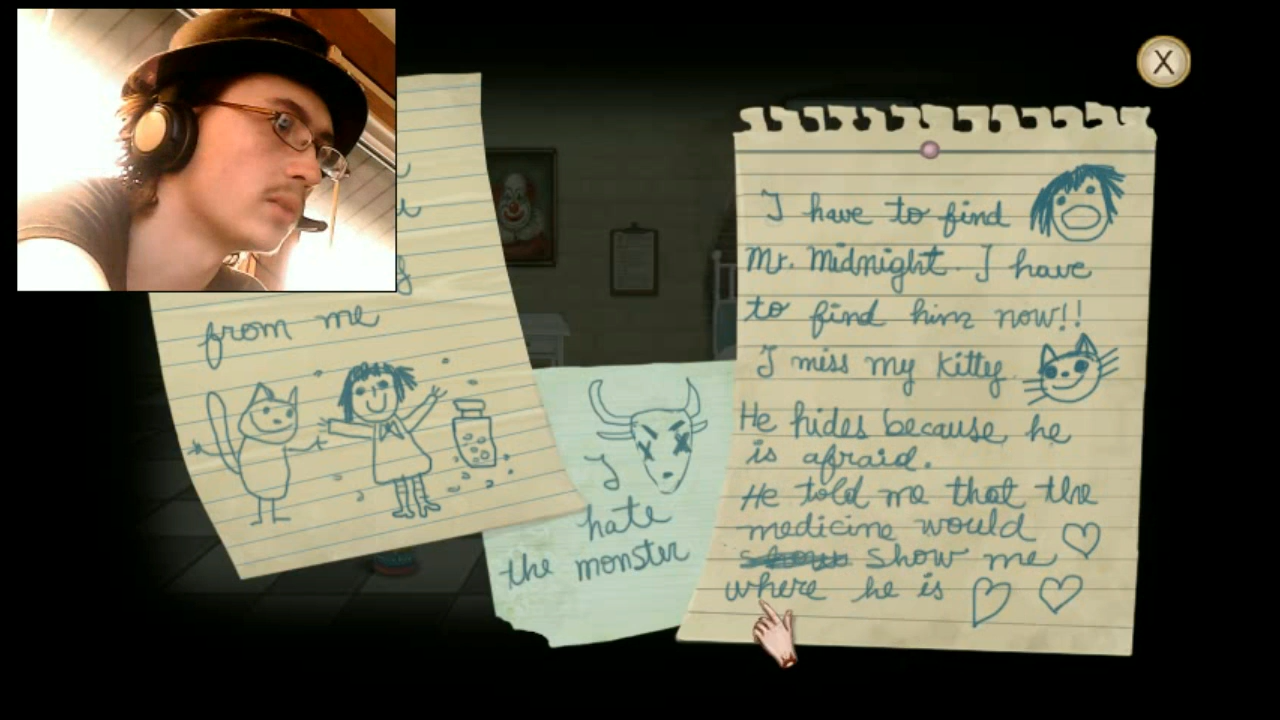 from me
I
hate
the monster
X
I have to find
Mr. Midnight. I have
to find him now!!
I miss my kitty.
He hides because he
is afraid.
He told me that the
medicine would
show me
where he is